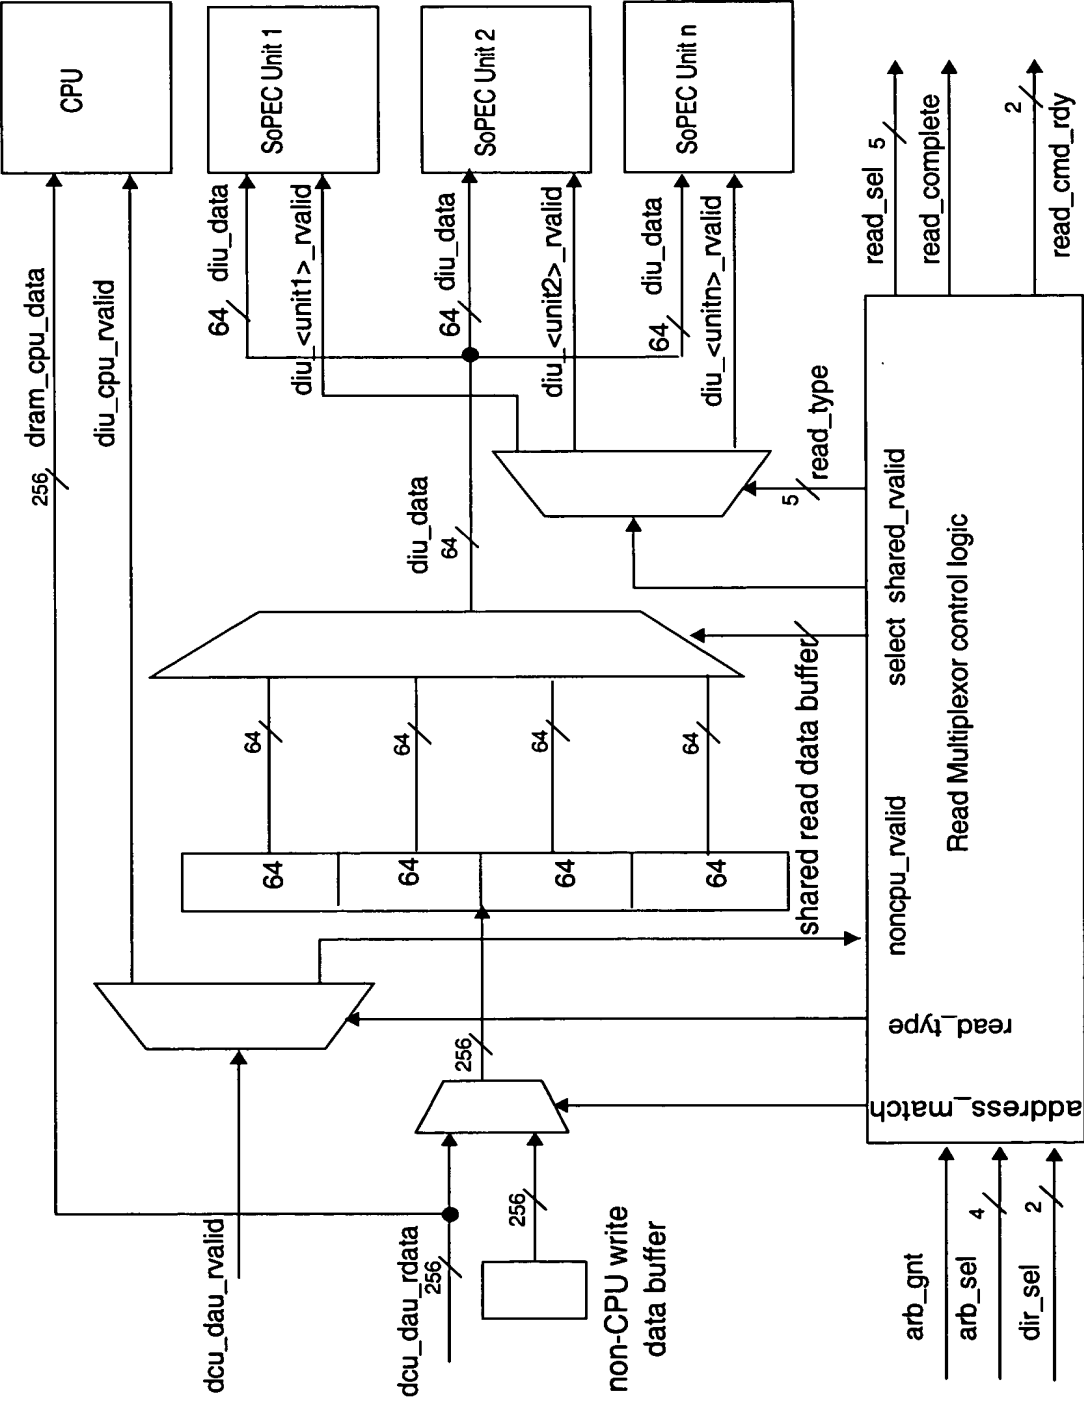 CPU
SoPEC Unit 1
SoPEC Unit 2
SoPEC Unit n
256
dram_cpu_data
diu_cpu_rvalid
64
diu_data
diu_<unit1>_rvalid
64
diu_data
diu_<unit2>_rvalid
64
diu_data
diu_<unitn>_rvalid
diu_data
64
5
read_type
64
64
64
64
64
64
64
64
shared read data buffer
256
256
dcu_dau_rvalid
dcu_dau_rdata
256
non-CPU write
data buffer
address_match
read_type
noncpu_rvalid
select
shared_rvalid
Read Multiplexor control logic
arb_gnt
arb_sel
4
dir_sel
2
read_sel
5
read_complete
read_cmd_rdy
2